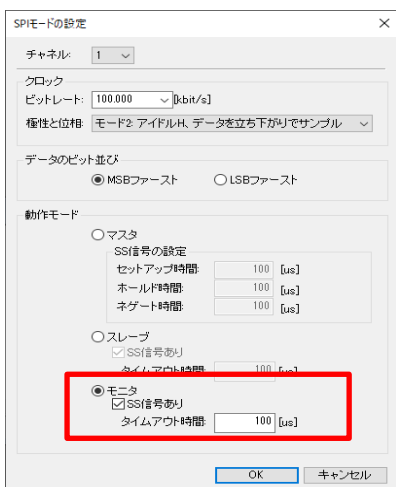 SPIモードの設定
チャネル: 1
クロック
ビットレート: 100.000 [kbit/s]
極性と位相: モード2: アイドルH、データを立ち下がりでサンプル
データのビット並び
MSBファースト LSBファースト
動作モード
マスタ
SS信号の設定
セットアップ時間: 100 [us]
ホールド時間: 100 [us]
ネゲート時間: 100 [us]
スレーブ
SS信号あり
タイムアウト時間: 100 [us]
モニタ
SS信号あり
タイムアウト時間: 100 [us]
OK キャンセル